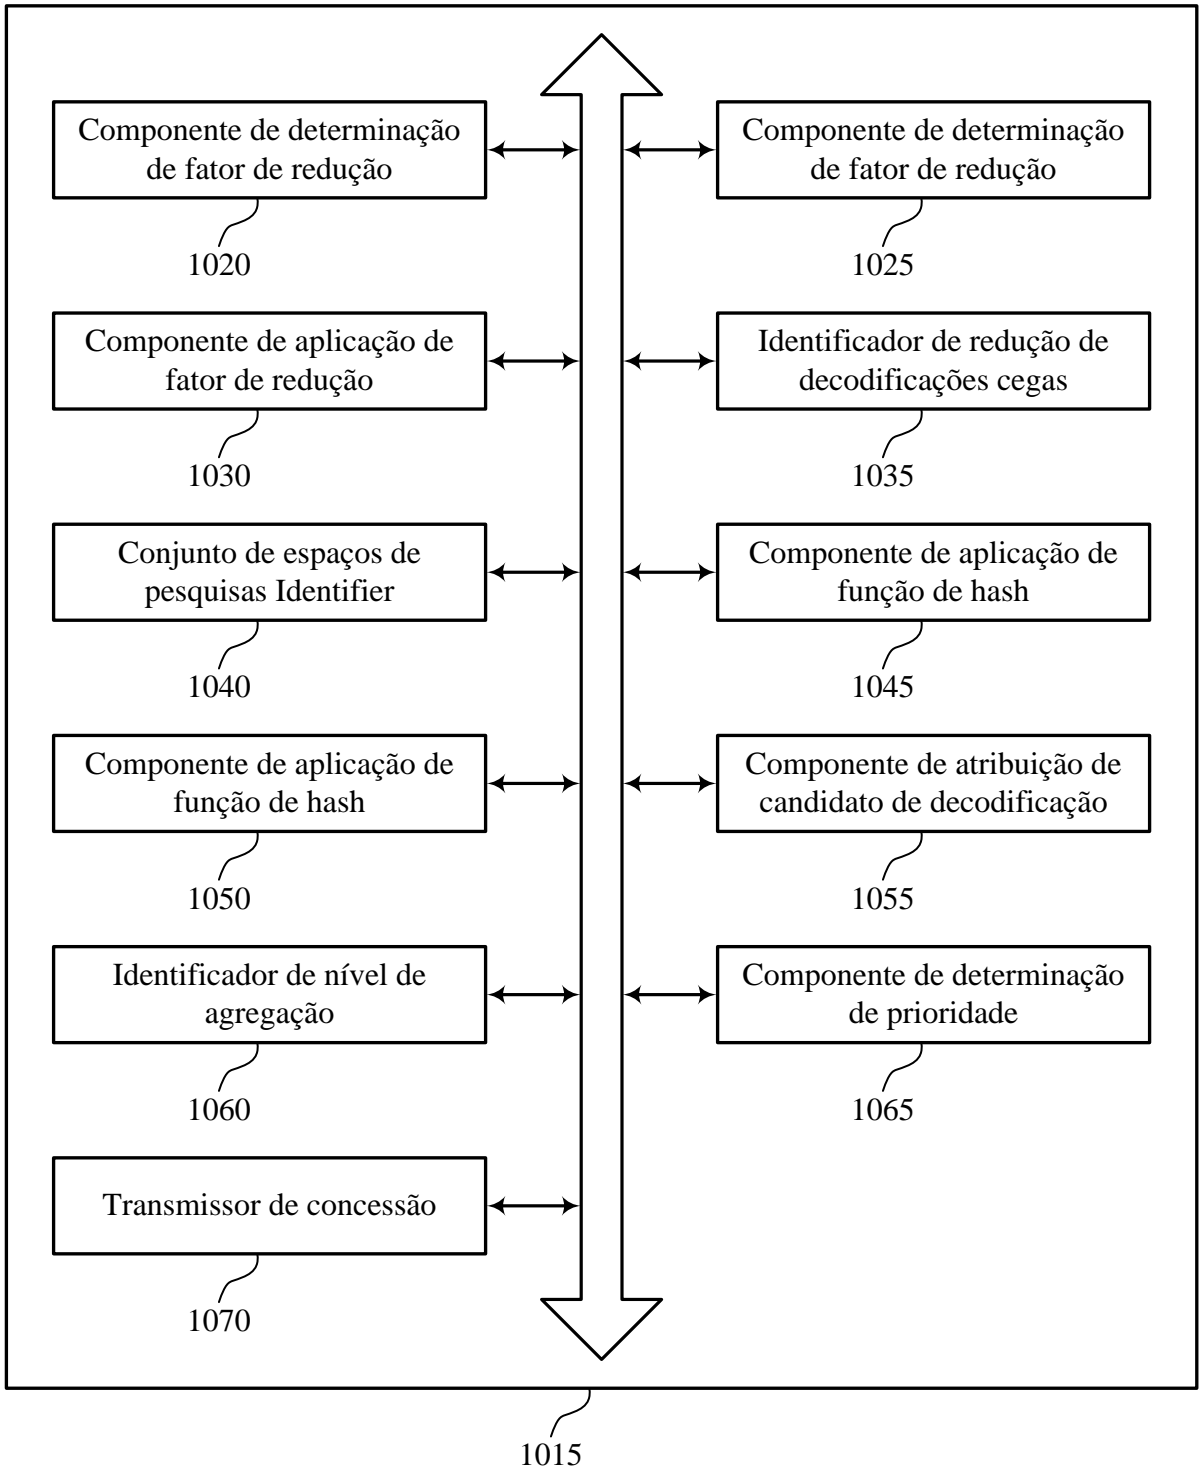 Componente de determinação
de fator de redução
1020
Componente de determinação
de fator de redução
1025
Componente de aplicação de
fator de redução
1030
Identificador de redução de
decodificações cegas
1035
Conjunto de espaços de
pesquisas Identifier
1040
Componente de aplicação de
função de hash
1045
Componente de aplicação de
função de hash
1050
Componente de atribuição de
candidato de decodificação
1055
Identificador de nível de
agregação
1060
Componente de determinação
de prioridade
1065
Transmissor de concessão
1070
1015